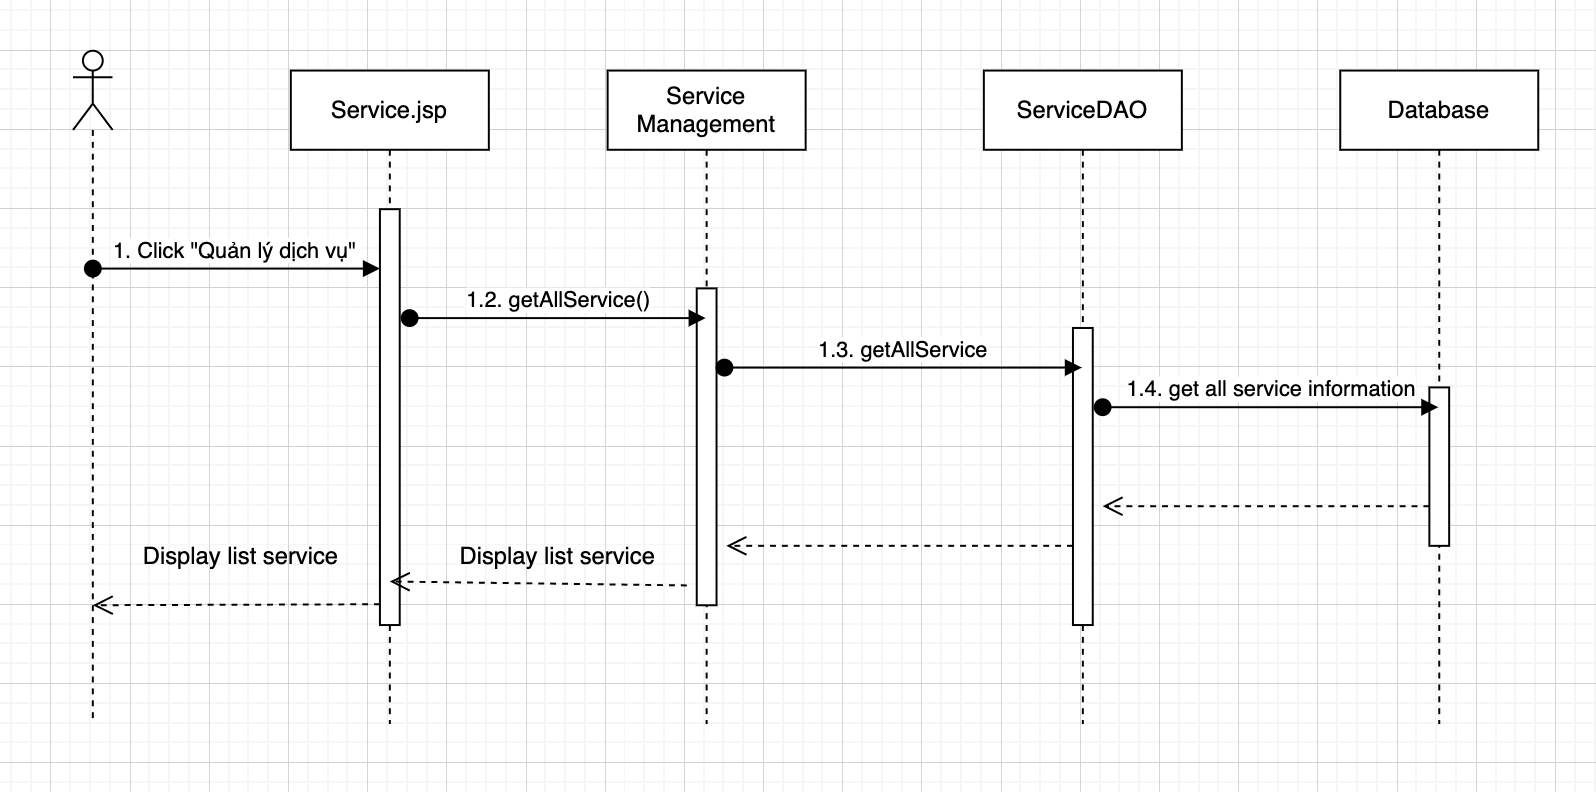 Service.jsp
Service
Management
ServiceDAO
Database
1. Click "Quản lý dịch vụ"
1.2. getAllService()
1.3. getAllService
1.4. get all service information
Display list service
Display list service